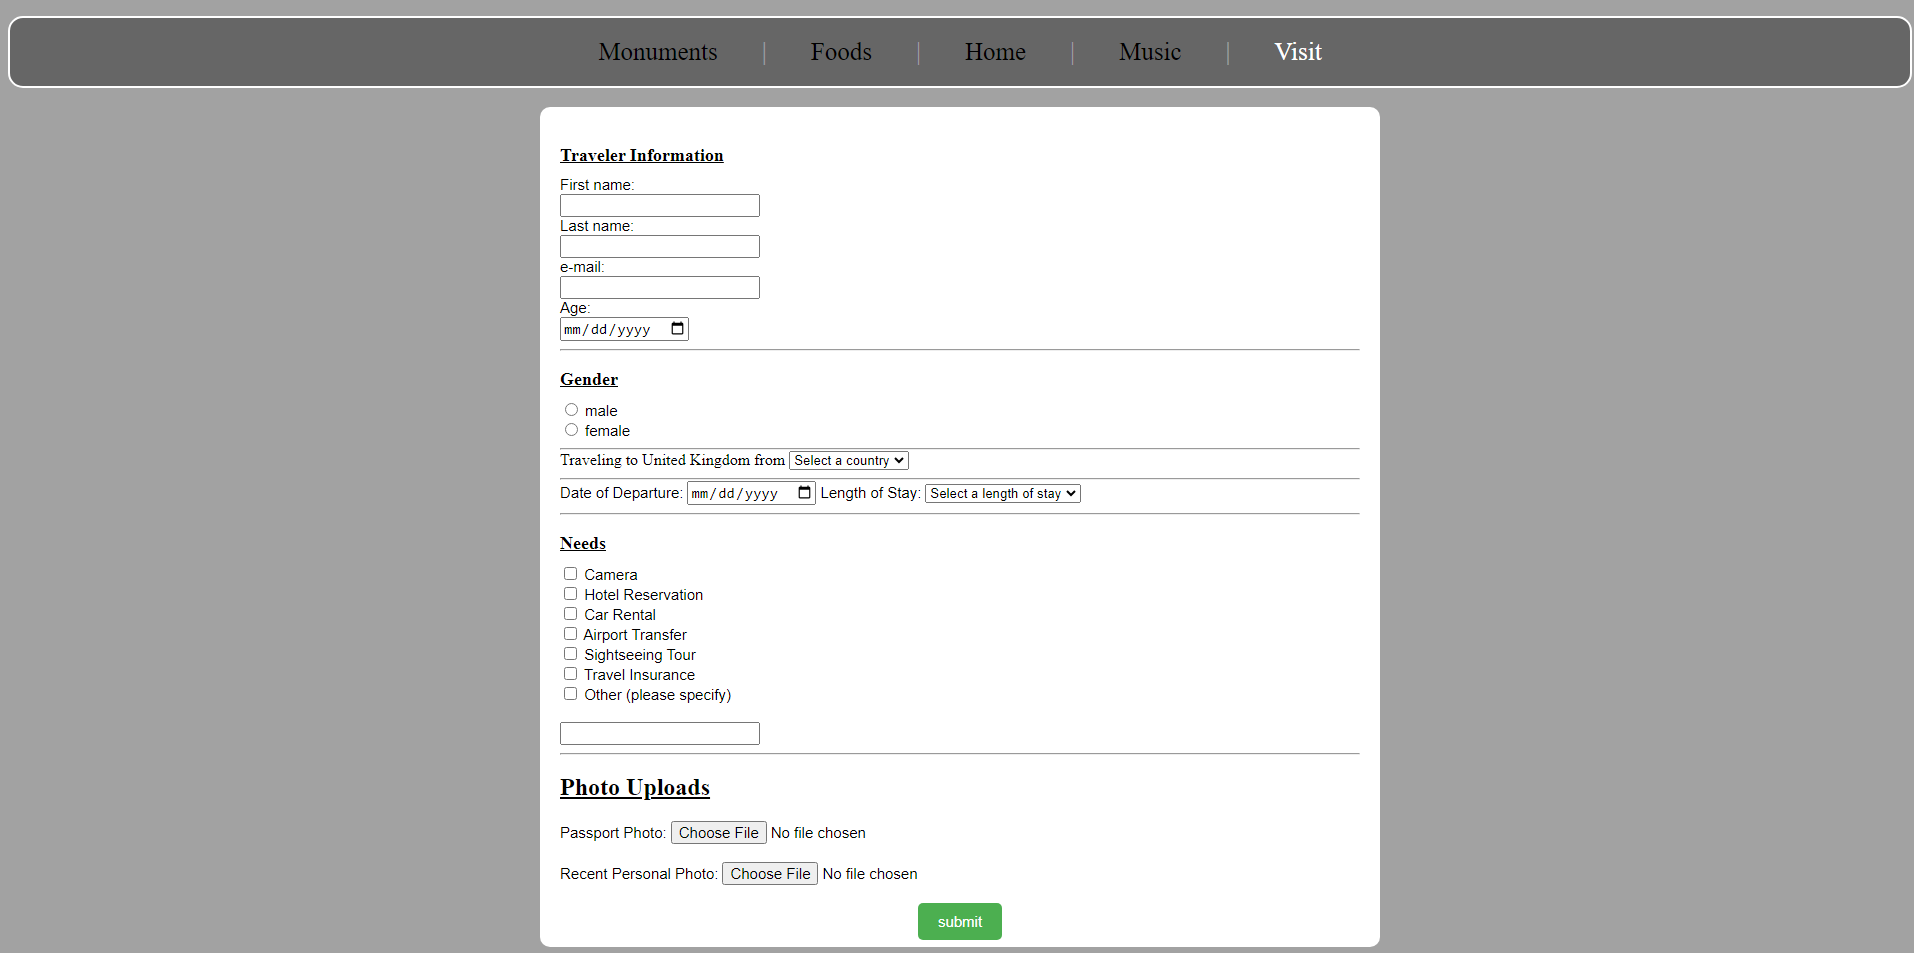 Monuments | Foods | Home | Music | Visit
Traveler Information
First name:
Last name:
e-mail:
Age:
mm/dd/yyyy
Gender
male
female
Traveling to United Kingdom from Select a country
Date of Departure: mm/dd/yyyy Length of Stay: Select a length of stay
Needs
Camera
Hotel Reservation
Car Rental
Airport Transfer
Sightseeing Tour
Travel Insurance
Other (please specify)
Photo Uploads
Passport Photo: Choose File No file chosen
Recent Personal Photo: Choose File No file chosen
submit